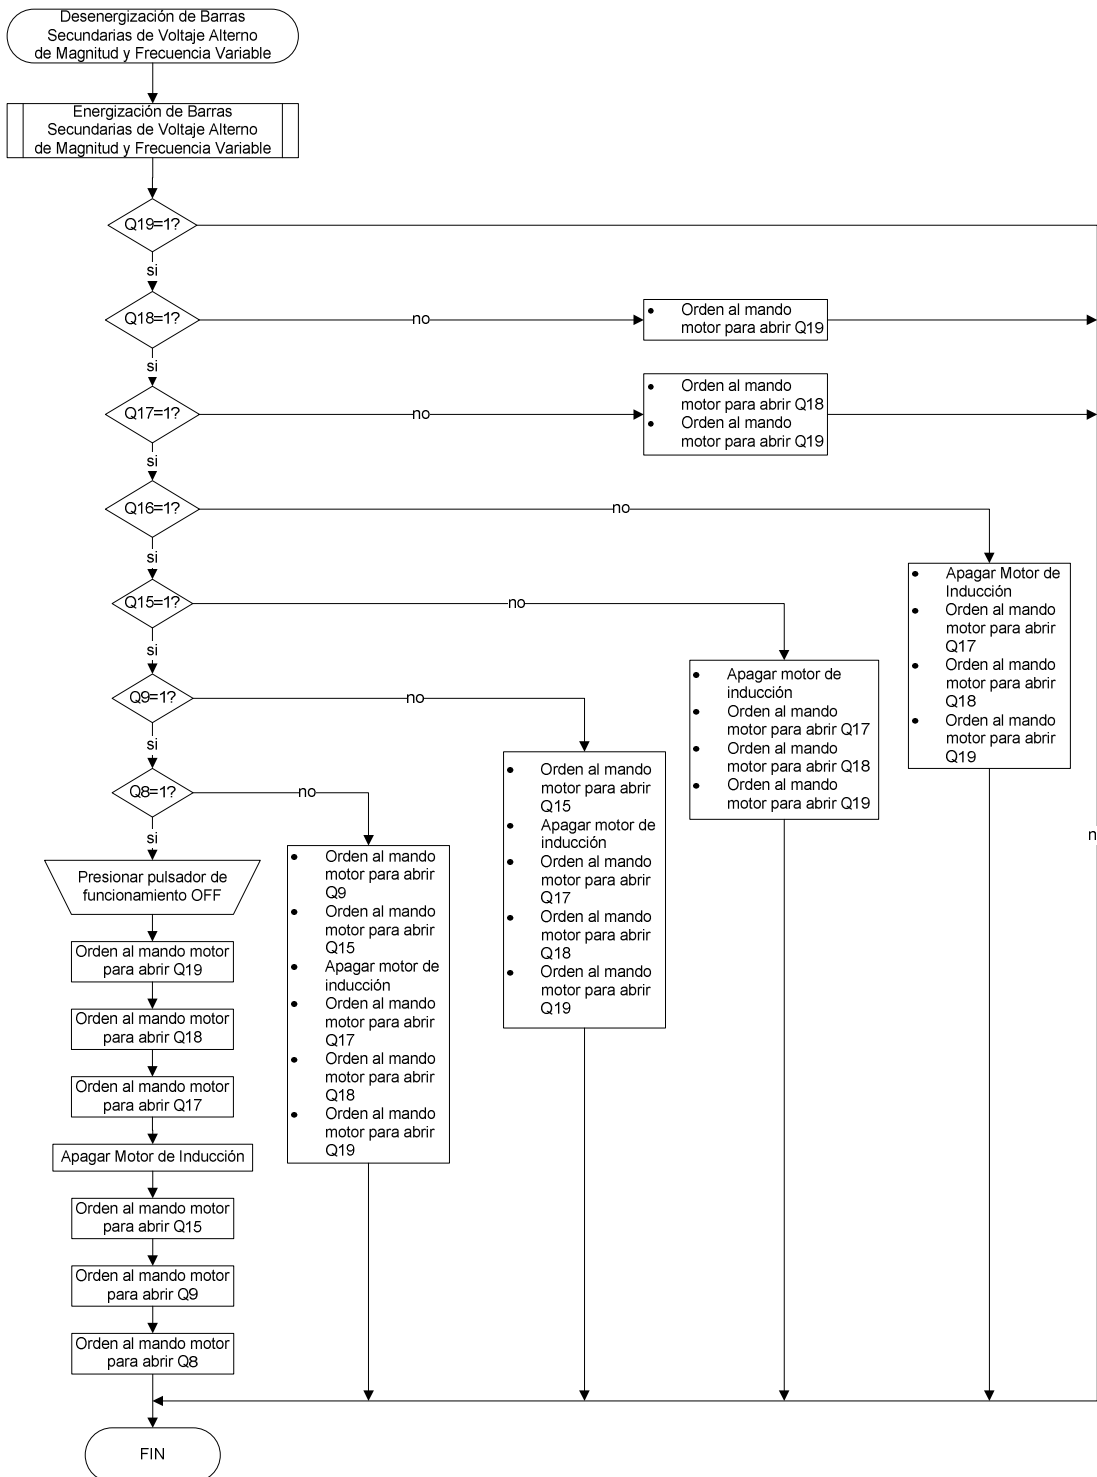 Desenergización de Barras
Secundarias de Voltaje Alterno
de Magnitud y Frecuencia Variable
Energización de Barras
Secundarias de Voltaje Alterno
de Magnitud y Frecuencia Variable
Q19=1?
si
Q18=1?
no
• Orden al mando
motor para abrir Q19
si
Q17=1?
no
• Orden al mando
motor para abrir Q18
• Orden al mando
motor para abrir Q19
si
Q16=1?
no
• Apagar Motor de
Inducción
• Orden al mando
motor para abrir
Q17
• Orden al mando
motor para abrir
Q18
• Orden al mando
motor para abrir
Q19
si
Q15=1?
no
• Apagar motor de
inducción
• Orden al mando
motor para abrir Q17
• Orden al mando
motor para abrir Q18
• Orden al mando
motor para abrir Q19
si
Q9=1?
no
• Orden al mando
motor para abrir
Q15
• Apagar motor de
inducción
• Orden al mando
motor para abrir
Q17
• Orden al mando
motor para abrir
Q18
• Orden al mando
motor para abrir
Q19
si
Q8=1?
no
• Orden al mando
motor para abrir
Q9
• Orden al mando
motor para abrir
Q15
• Apagar motor de
inducción
• Orden al mando
motor para abrir
Q17
• Orden al mando
motor para abrir
Q18
• Orden al mando
motor para abrir
Q19
n
si
Presionar pulsador de
funcionamiento OFF
Orden al mando motor
para abrir Q19
Orden al mando motor
para abrir Q18
Orden al mando motor
para abrir Q17
Apagar Motor de Inducción
Orden al mando motor
para abrir Q15
Orden al mando motor
para abrir Q9
Orden al mando motor
para abrir Q8
FIN